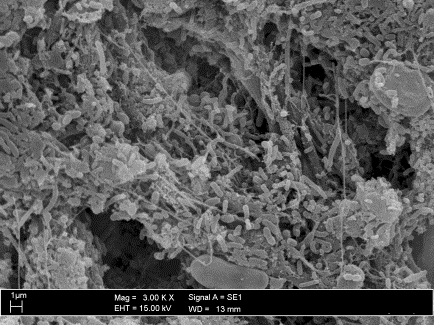 1µm
Mag = 3.00 K X Signal A = SE1
EHT = 15.00 kV WD = 13 mm